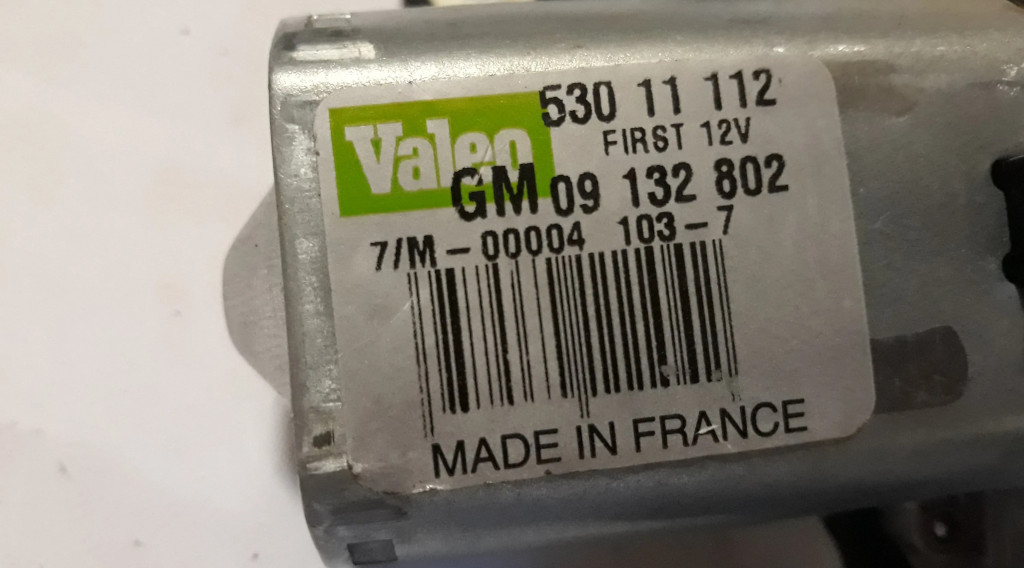 Valeo
530 11 112
FIRST 12V
GM 09 132 802
7/M-00004 103-7
MADE IN FRANCE